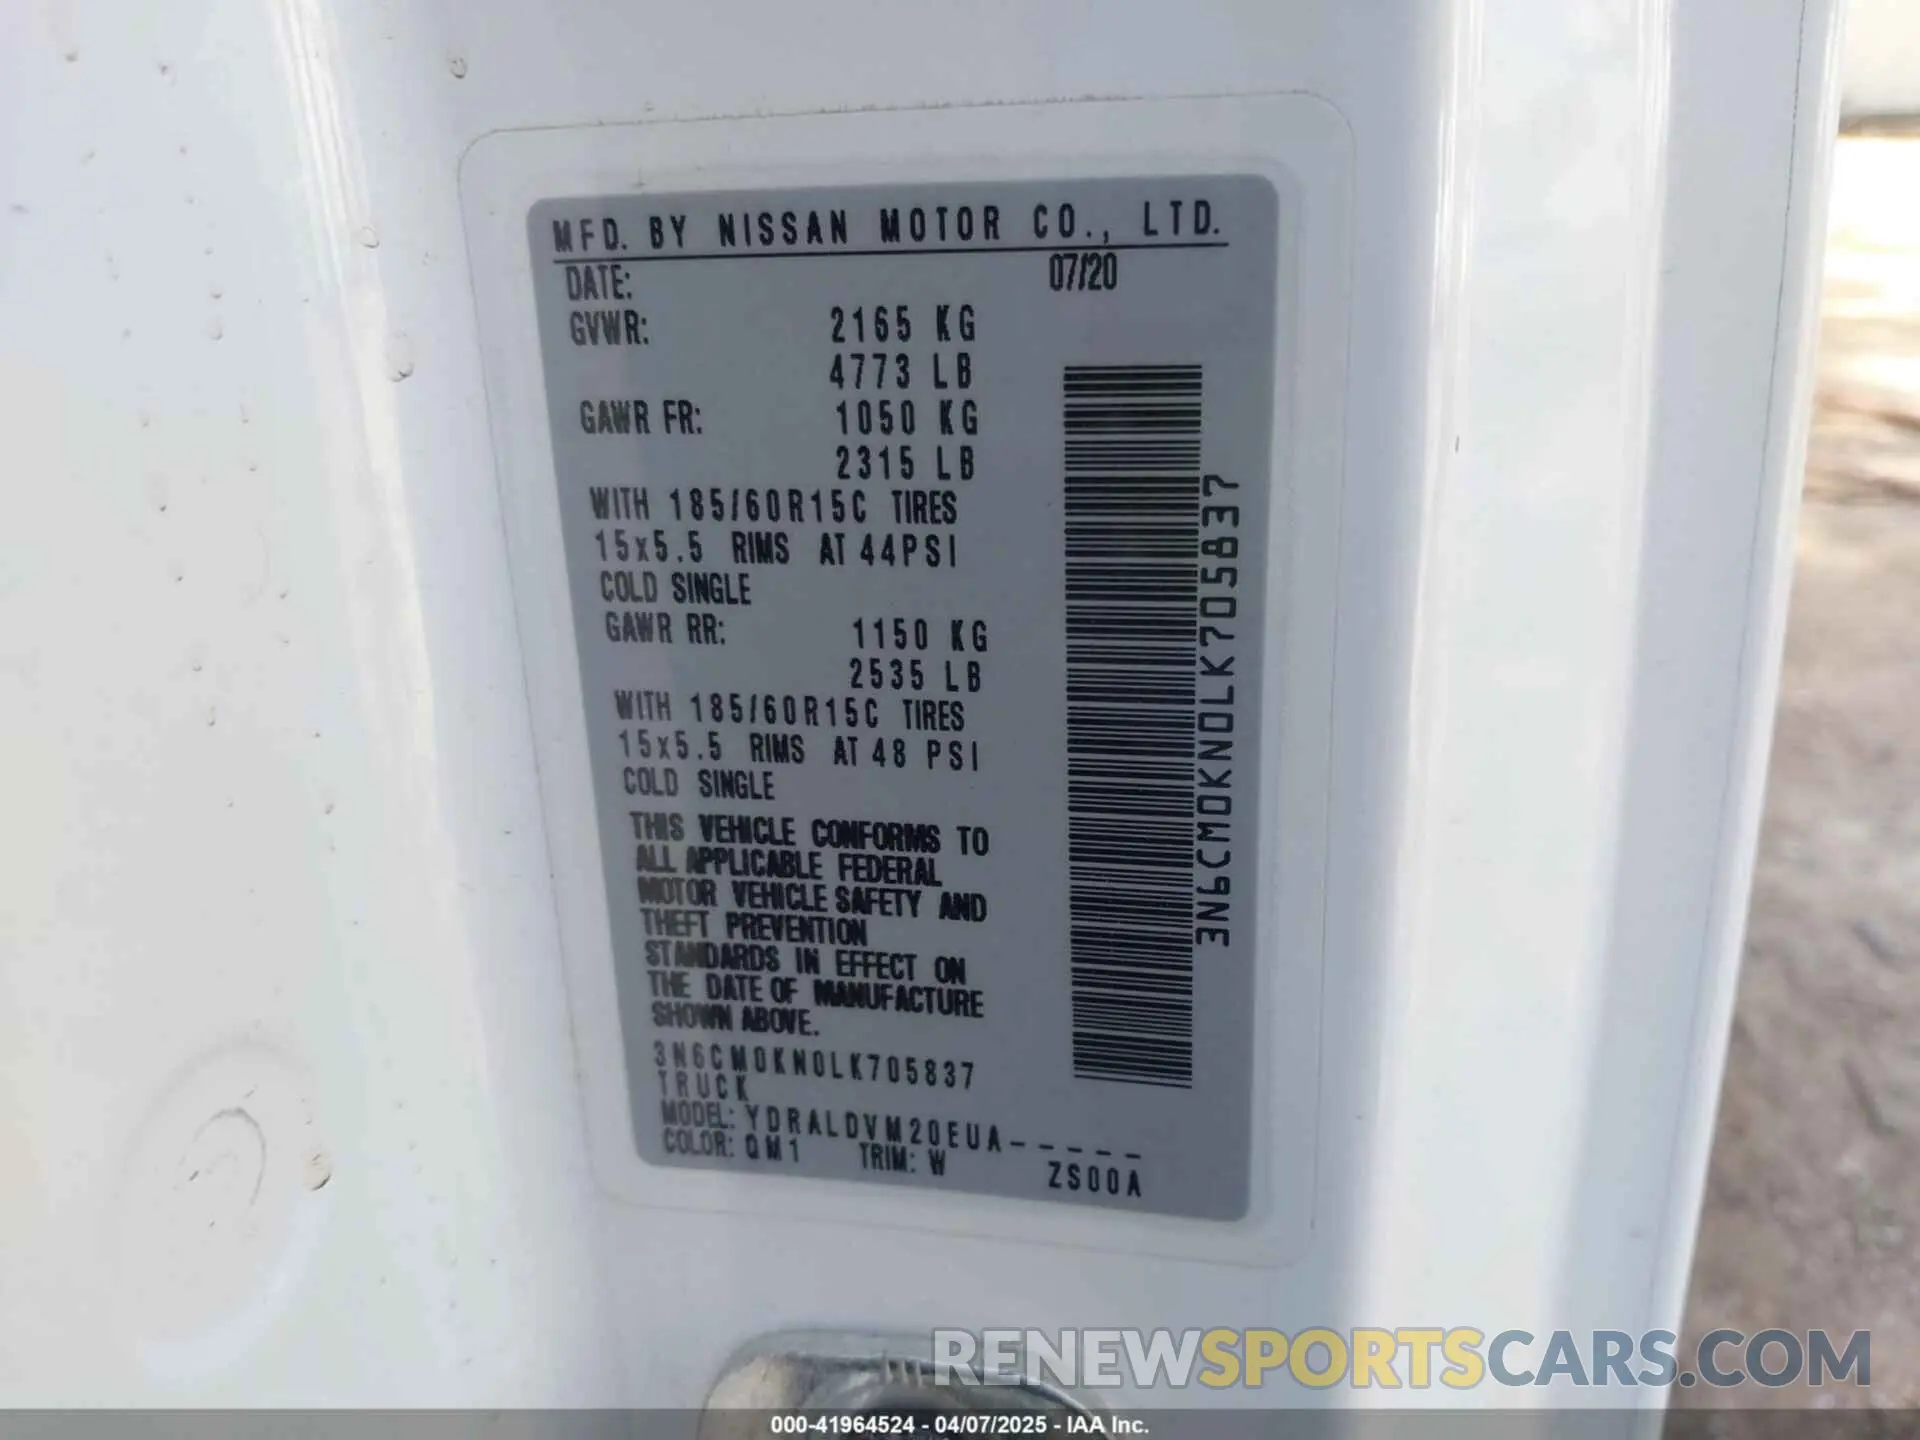 MFD. BY NISSAN MOTOR CO., LTD.
DATE: 07/20
GVWR: 2165 KG
4773 LB
GAWR FR: 1050 KG
2315 LB
WITH 185/60R15C TIRES
15x5.5 RIMS AT 44PSI
COLD SINGLE
GAWR RR: 1150 KG
2535 LB
WITH 185/60R15C TIRES
15x5.5 RIMS AT 48 PSI
COLD SINGLE
THIS VEHICLE CONFORMS TO
ALL APPLICABLE FEDERAL
MOTOR VEHICLE SAFETY AND
THEFT PREVENTION
STANDARDS IN EFFECT ON
THE DATE OF MANUFACTURE
SHOWN ABOVE.
3N6CM0KN0LK705837
TRUCK
MODEL: YDRALDVM20EUA-----
COLOR: QM1 TRIM: W ZS00A
3N6CM0KN0LK705837
RENEWSPORTSCARS.COM
000-41964524 - 04/07/2025 - IAA Inc.